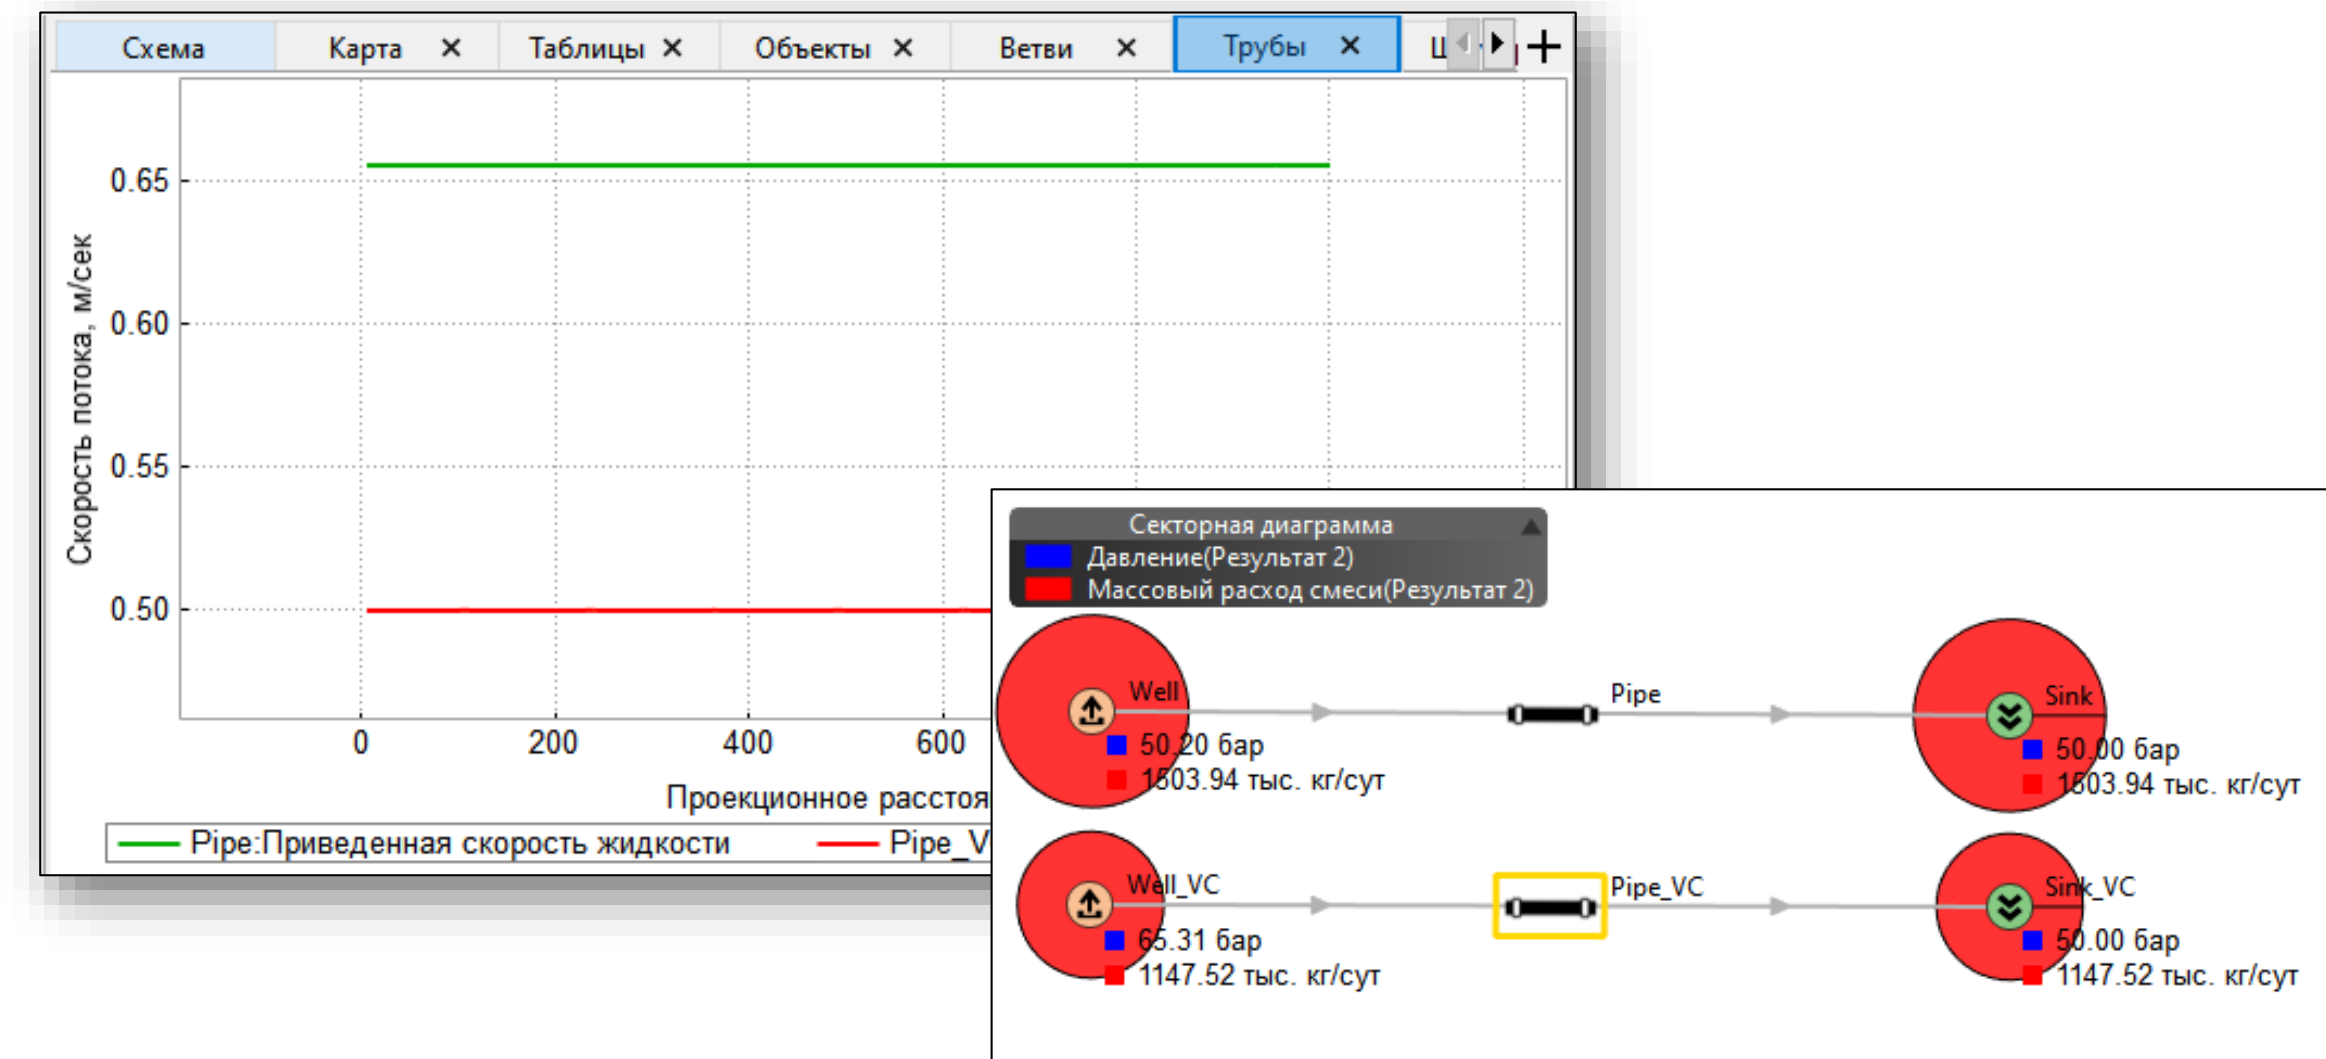 Схема Карта Таблицы Объекты Ветви Трубы
0.65
0.60
0.55
0.50
Скорость потока, м/сек
0 200 400 600
Проекционное расстоя
Pipe:Приведенная скорость жидкости Pipe_V
Секторная диаграмма
Давление(Результат 2)
Массовый расход смеси(Результат 2)
Well Pipe Sink
50.20 бар 50.00 бар
1503.94 тыс. кг/сут 1503.94 тыс. кг/сут
Well_VC Pipe_VC Sink_VC
65.31 бар 50.00 бар
1147.52 тыс. кг/сут 1147.52 тыс. кг/сут